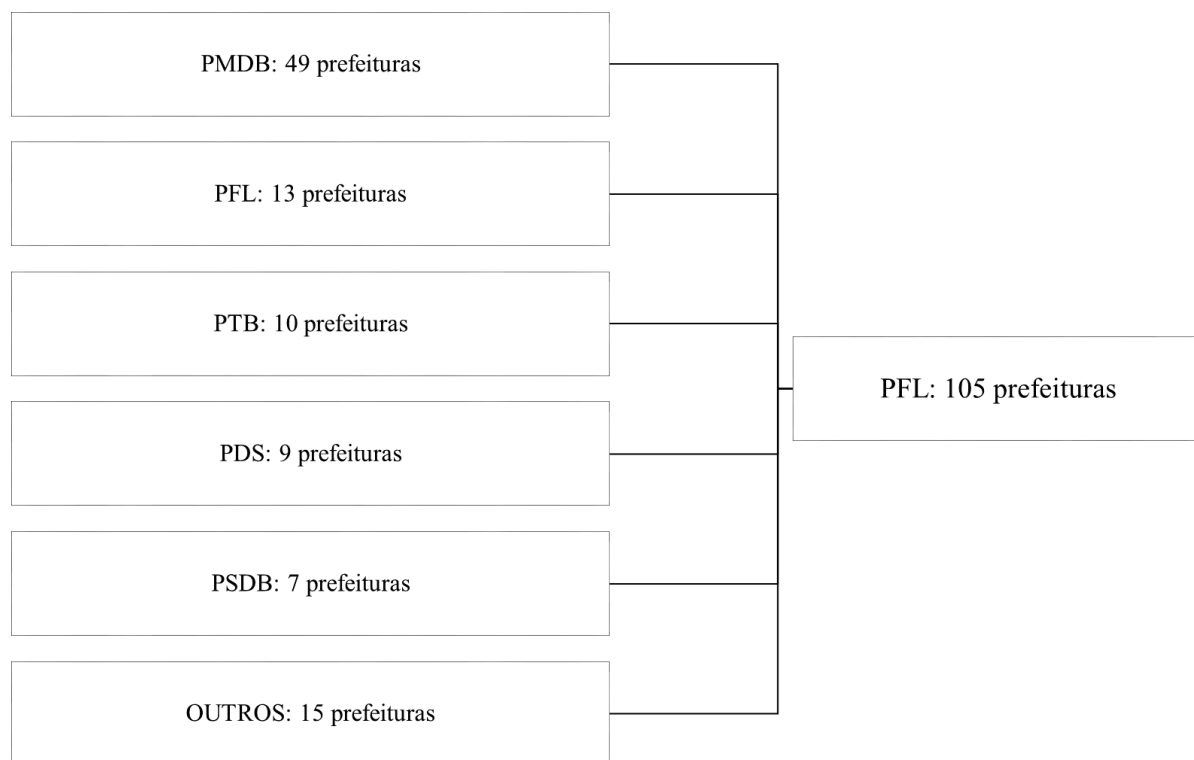 PMDB: 49 prefeituras
PFL: 13 prefeituras
PTB: 10 prefeituras
PDS: 9 prefeituras
PSDB: 7 prefeituras
OUTROS: 15 prefeituras
PFL: 105 prefeituras